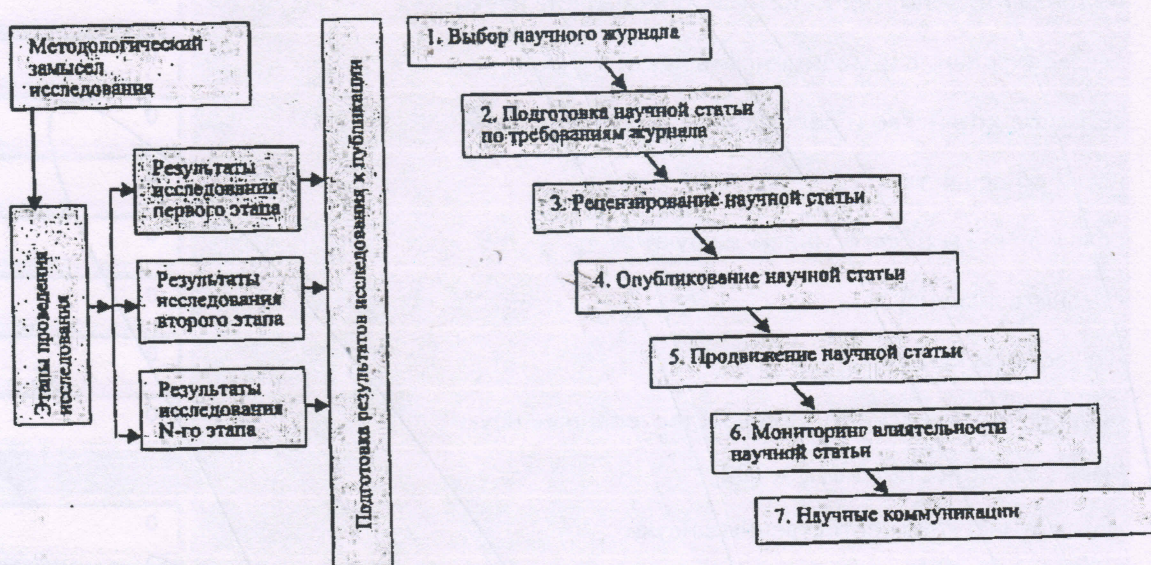 Методологический
замысел
исследования
Этапы проведения
исследования
Результаты
исследования
первого этапа
Результаты
исследования
второго этапа
Результаты
исследования
N-го этапа
Подготовка результатов исследования к публикации
1. Выбор научного журнала
2. Подготовка научной статьи
по требованиям журнала
3. Рецензирование научной статьи
4. Опубликование научной статьи
5. Продвижение научной статьи
6. Мониторинг влиятельности
научной статьи
7. Научные коммуникации